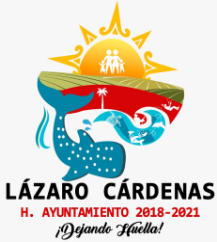 LÁZARO CÁRDENAS
H. AYUNTAMIENTO 2018-2021
¡Dejando Huella!